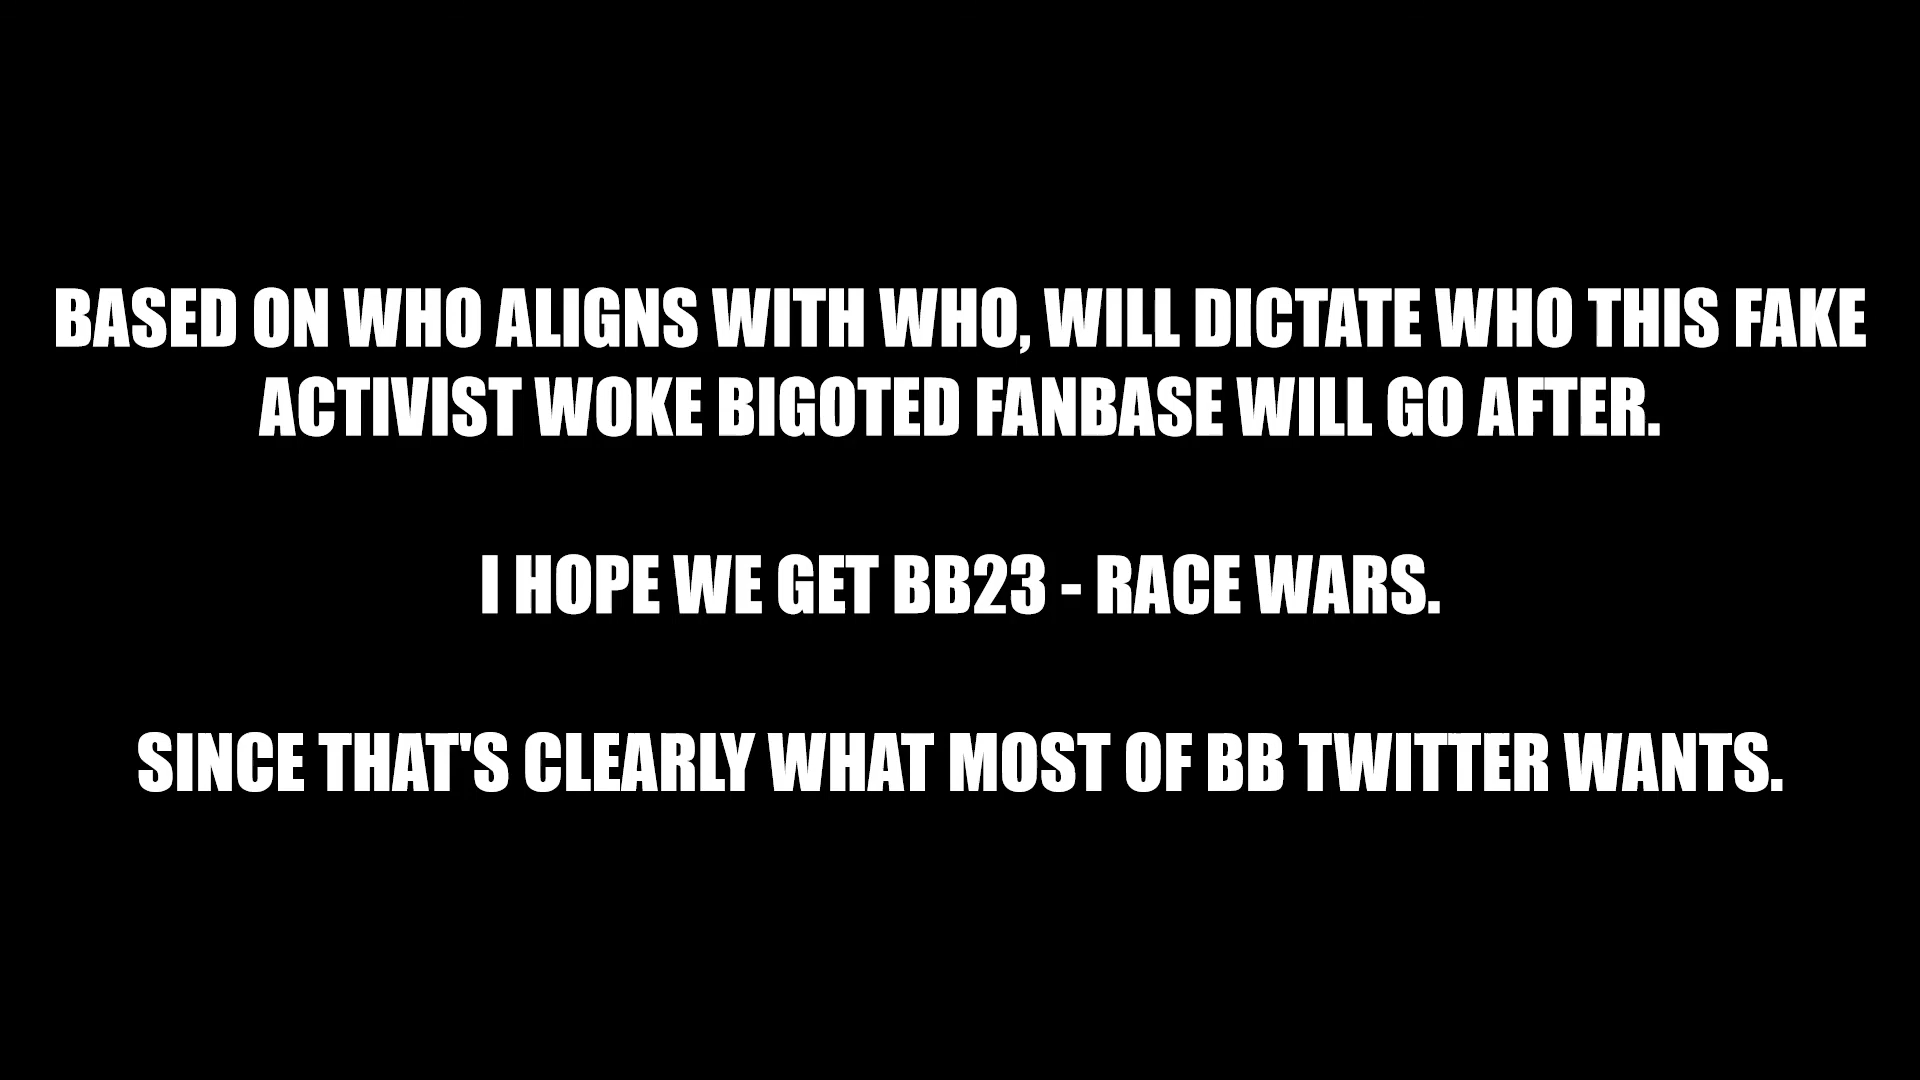 BASED ON WHO ALIGNS WITH WHO, WILL DICTATE WHO THIS FAKE
ACTIVIST WOKE BIGOTED FANBASE WILL GO AFTER.
I HOPE WE GET BB23 - RACE WARS.
SINCE THAT'S CLEARLY WHAT MOST OF BB TWITTER WANTS.